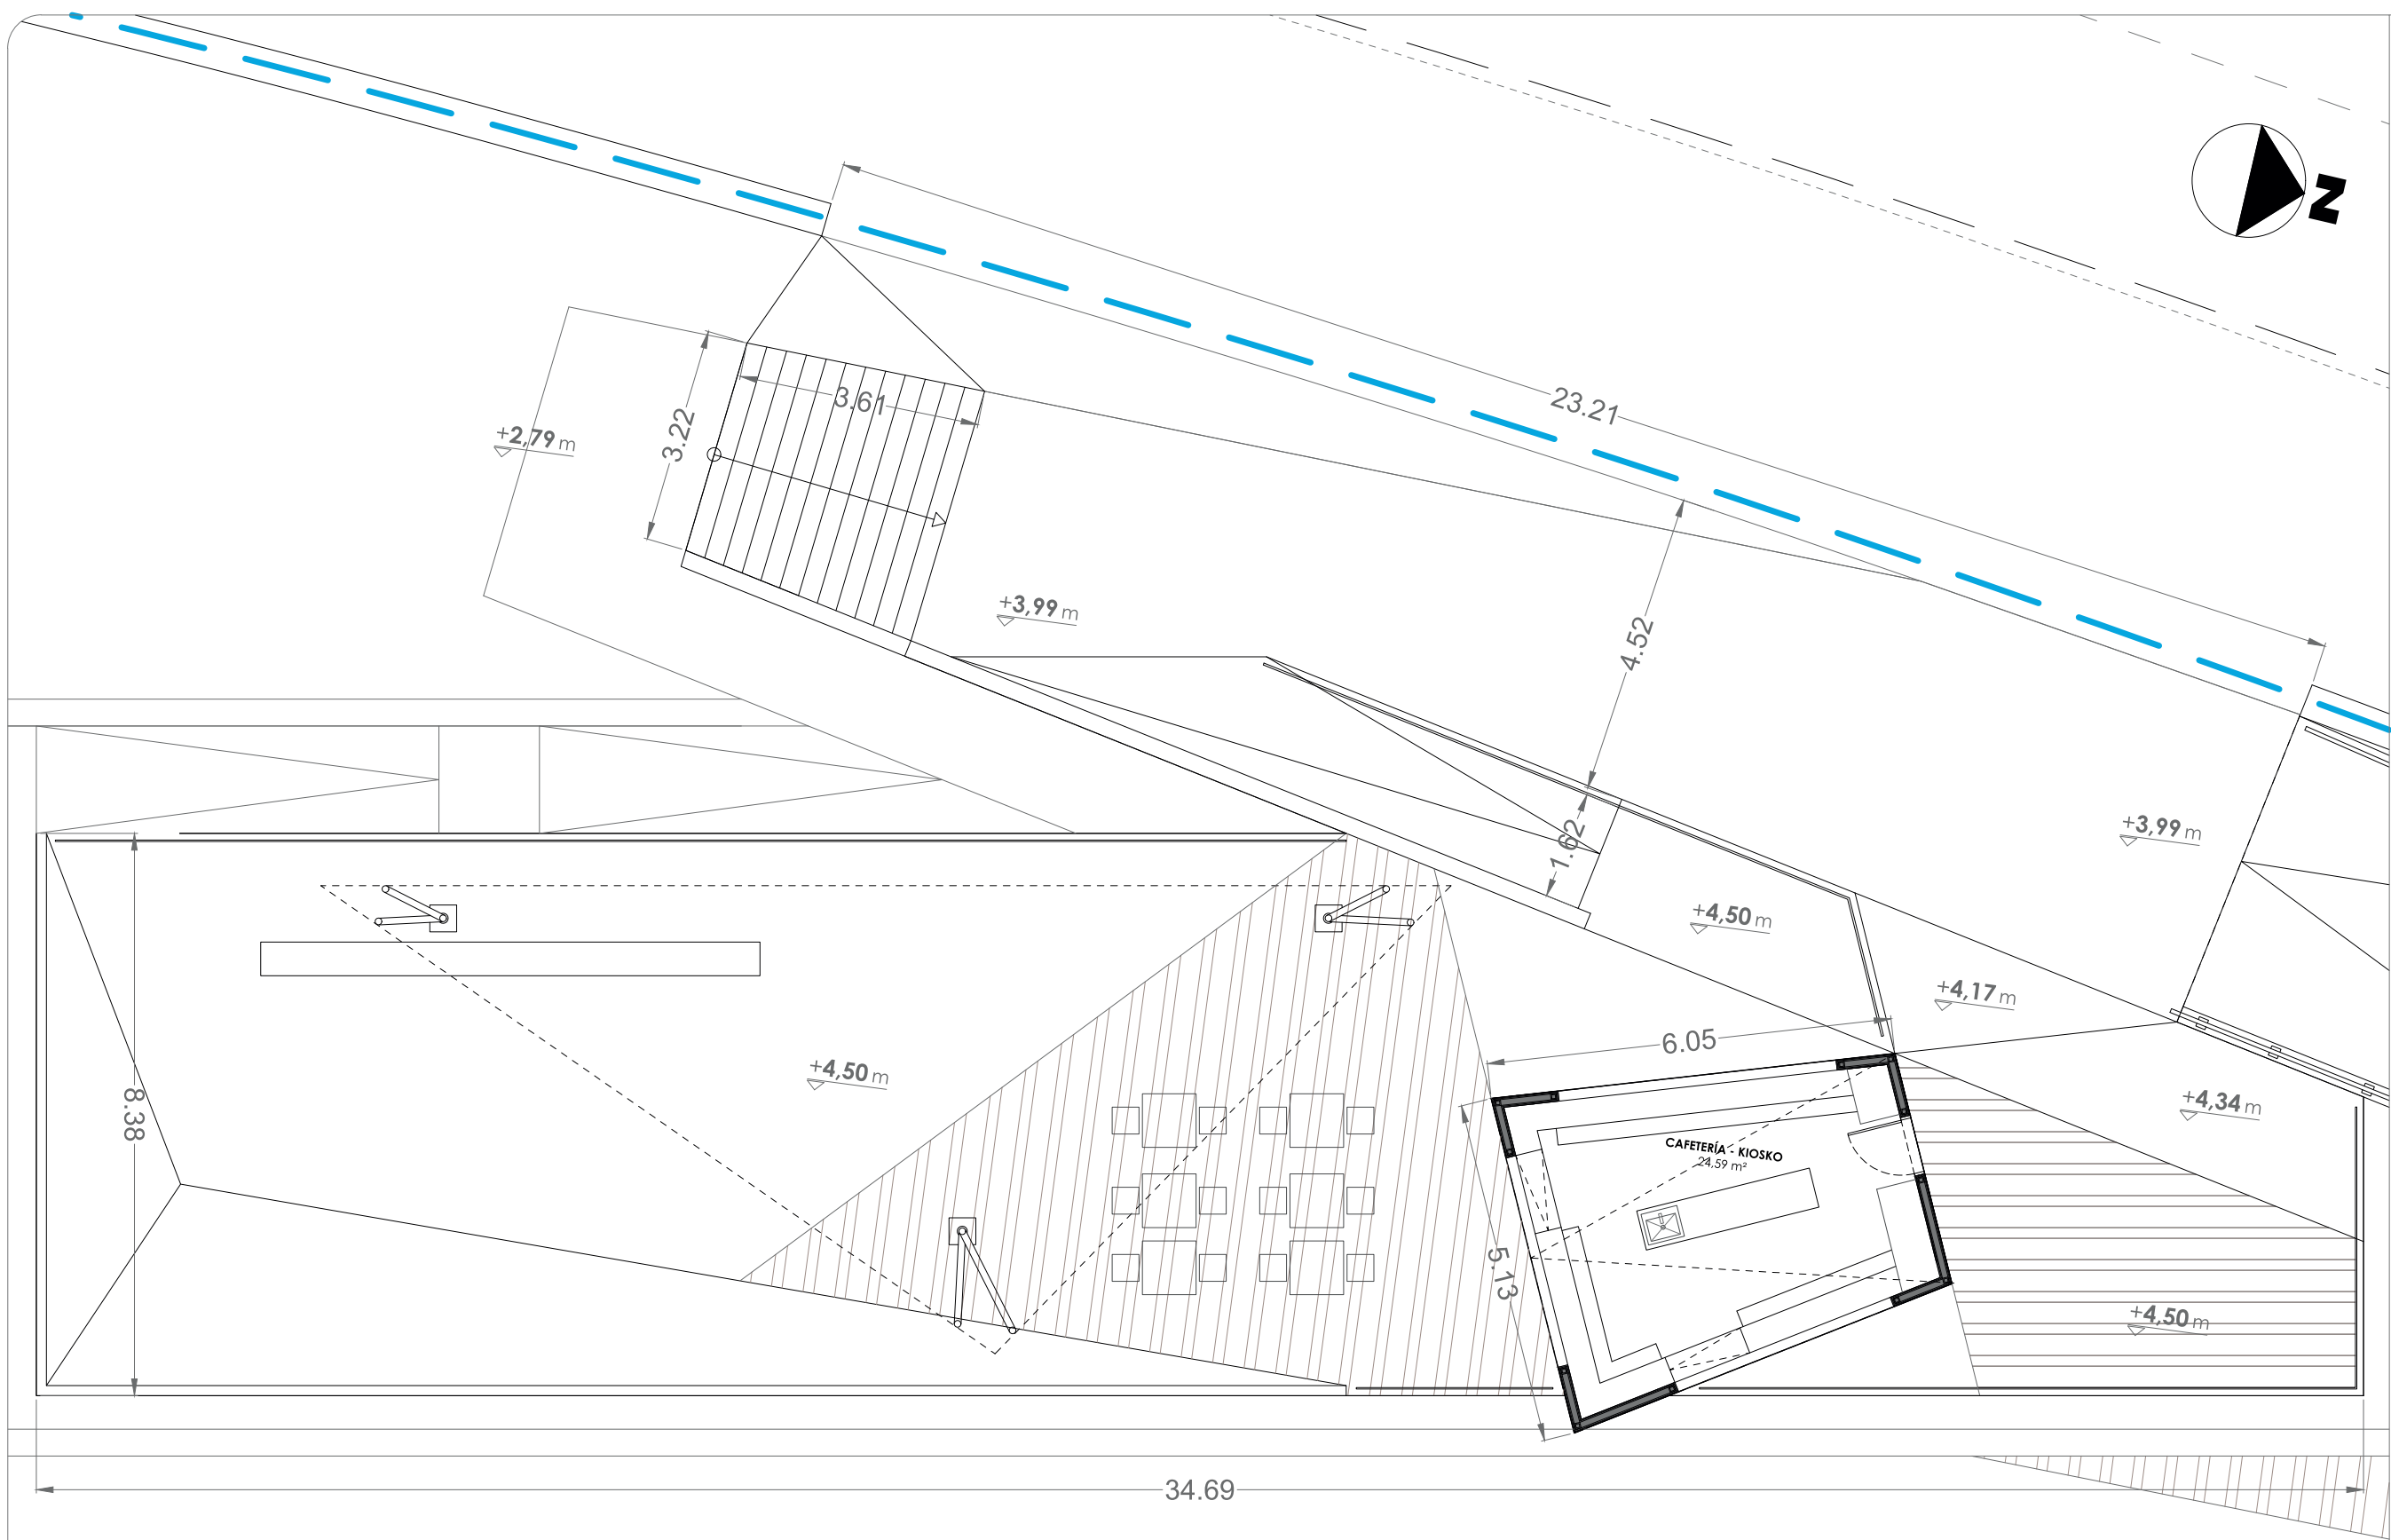 N
23.21
3.61
3.22
+2,79 m
+3,99 m
4.52
1.62
+3,99 m
+4,50 m
+4,17 m
6.05
+4,50 m
8.38
+4,34 m
CAFETERÍA - KIOSKO
24,59 m²
5.13
+4,50 m
34.69